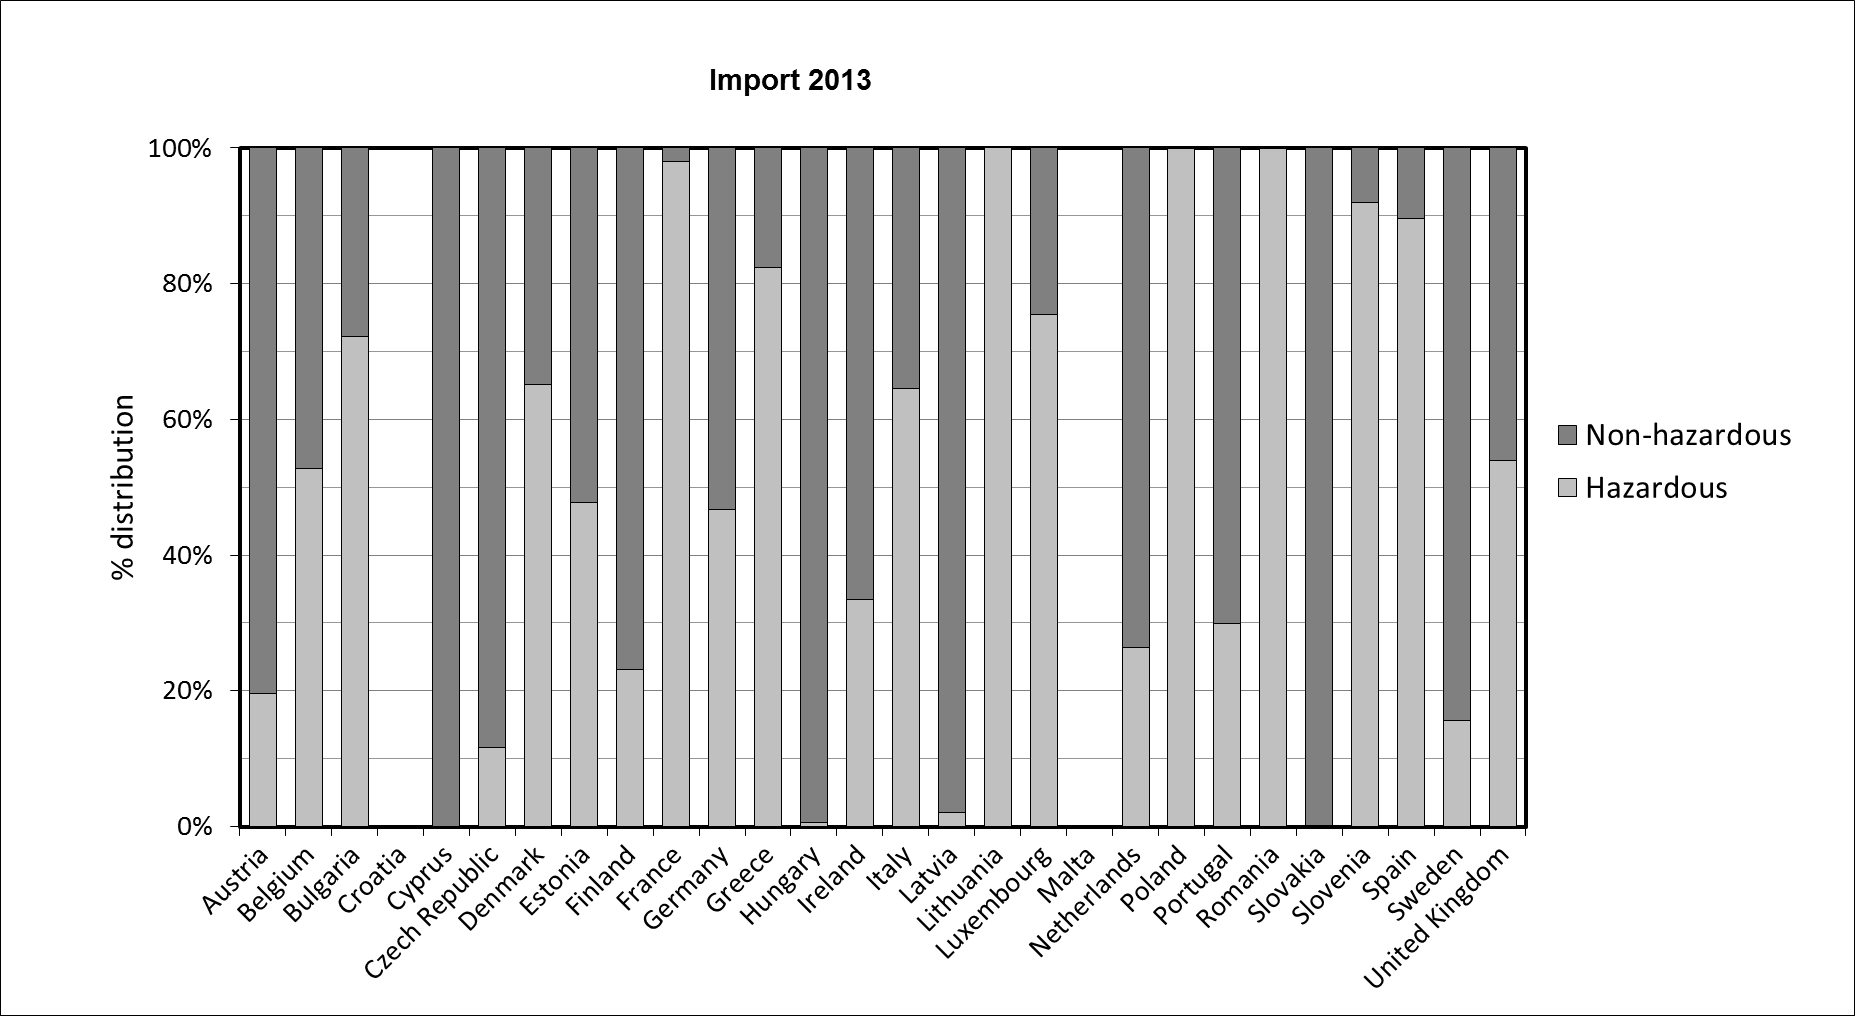 Import 2013
100%
80%
60%
40%
20%
0%
% distribution
Austria
Belgium
Bulgaria
Croatia
Cyprus
Czech Republic
Denmark
Estonia
Finland
France
Germany
Greece
Hungary
Ireland
Italy
Latvia
Lithuania
Luxembourg
Malta
Netherlands
Poland
Portugal
Romania
Slovakia
Slovenia
Spain
Sweden
United Kingdom
Non-hazardous
Hazardous